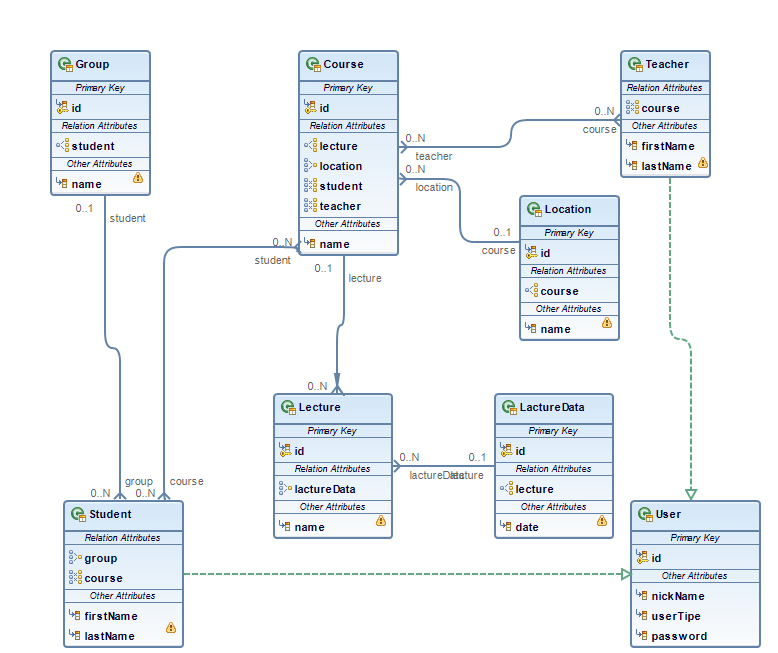 Group
Primary Key
id
Relation Attributes
student
Other Attributes
name
0..1
student
Course
Primary Key
id
Relation Attributes
lecture
location
student
teacher
Other Attributes
name
0..N
teacher
0..N
location
0..N
student
0..1
lecture
Teacher
Relation Attributes
course
Other Attributes
firstName
lastName
0..N
course
Location
Primary Key
id
Relation Attributes
course
Other Attributes
name
0..1
course
0..N
Lecture
Primary Key
id
Relation Attributes
lactureData
Other Attributes
name
0..N
lactureData
0..1
lecture
LactureData
Primary Key
id
Relation Attributes
lecture
Other Attributes
date
group
course
0..N
0..N
Student
Relation Attributes
group
course
Other Attributes
firstName
lastName
User
Primary Key
id
Other Attributes
nickName
userTipe
password